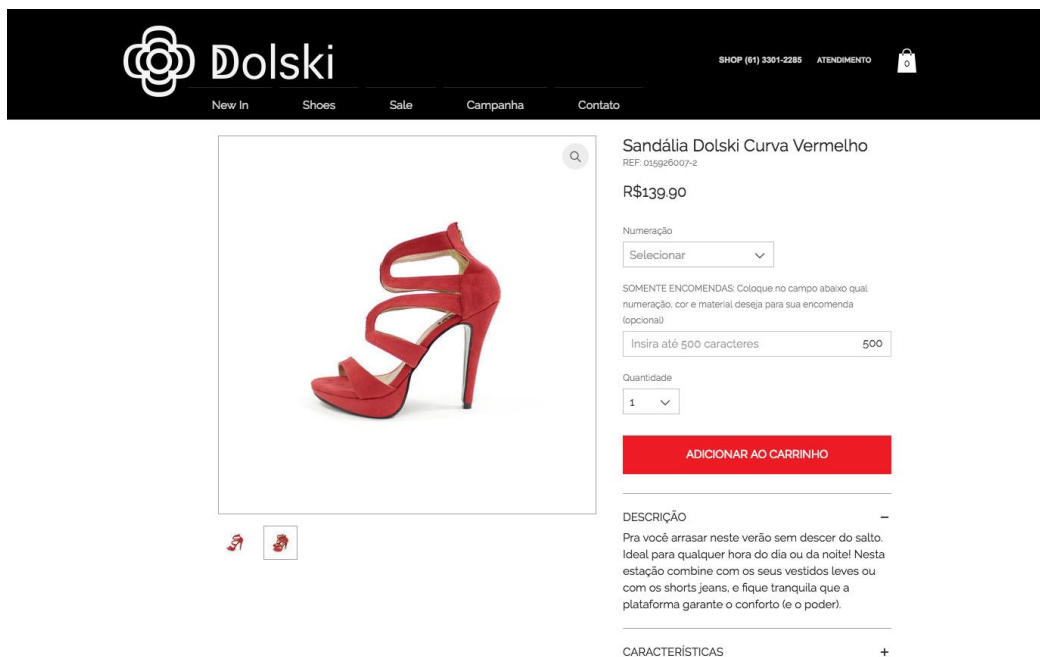 Dolski
SHOP (61) 3301-2285 ATENDIMENTO
0
New In Shoes Sale Campanha Contato
Sandália Dolski Curva Vermelho
REF: 015926007-2
R$139.90
Numeração
Selecionar
SOMENTE ENCOMENDAS: Coloque no campo abaixo qual
numeração, cor e material deseja para sua encomenda
(opcional)
Insira até 500 caracteres 500
Quantidade
1
ADICIONAR AO CARRINHO
DESCRIÇÃO −
Pra você arrasar neste verão sem descer do salto.
Ideal para qualquer hora do dia ou da noite! Nesta
estação combine com os seus vestidos leves ou
com os shorts jeans, e fique tranquila que a
plataforma garante o conforto (e o poder).
CARACTERÍSTICAS +